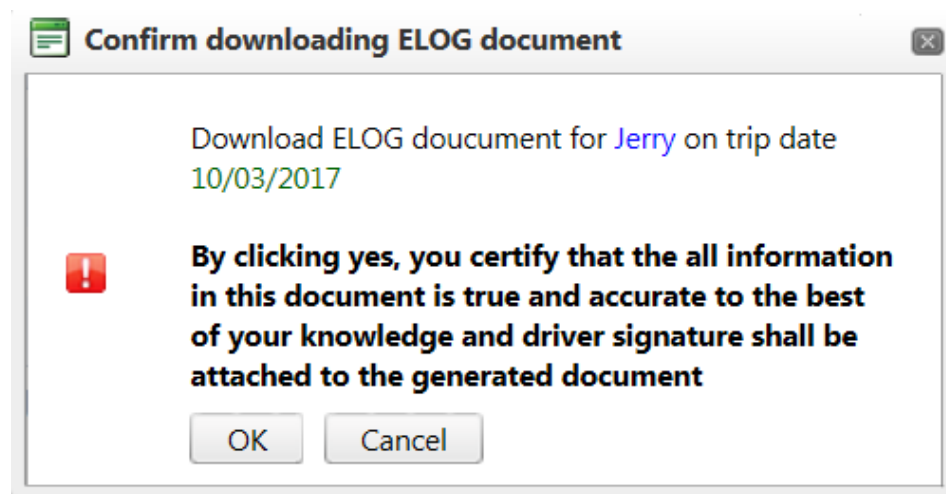 Confirm downloading ELOG document
Download ELOG doucument for Jerry on trip date
10/03/2017
By clicking yes, you certify that the all information
in this document is true and accurate to the best
of your knowledge and driver signature shall be
attached to the generated document
OK Cancel